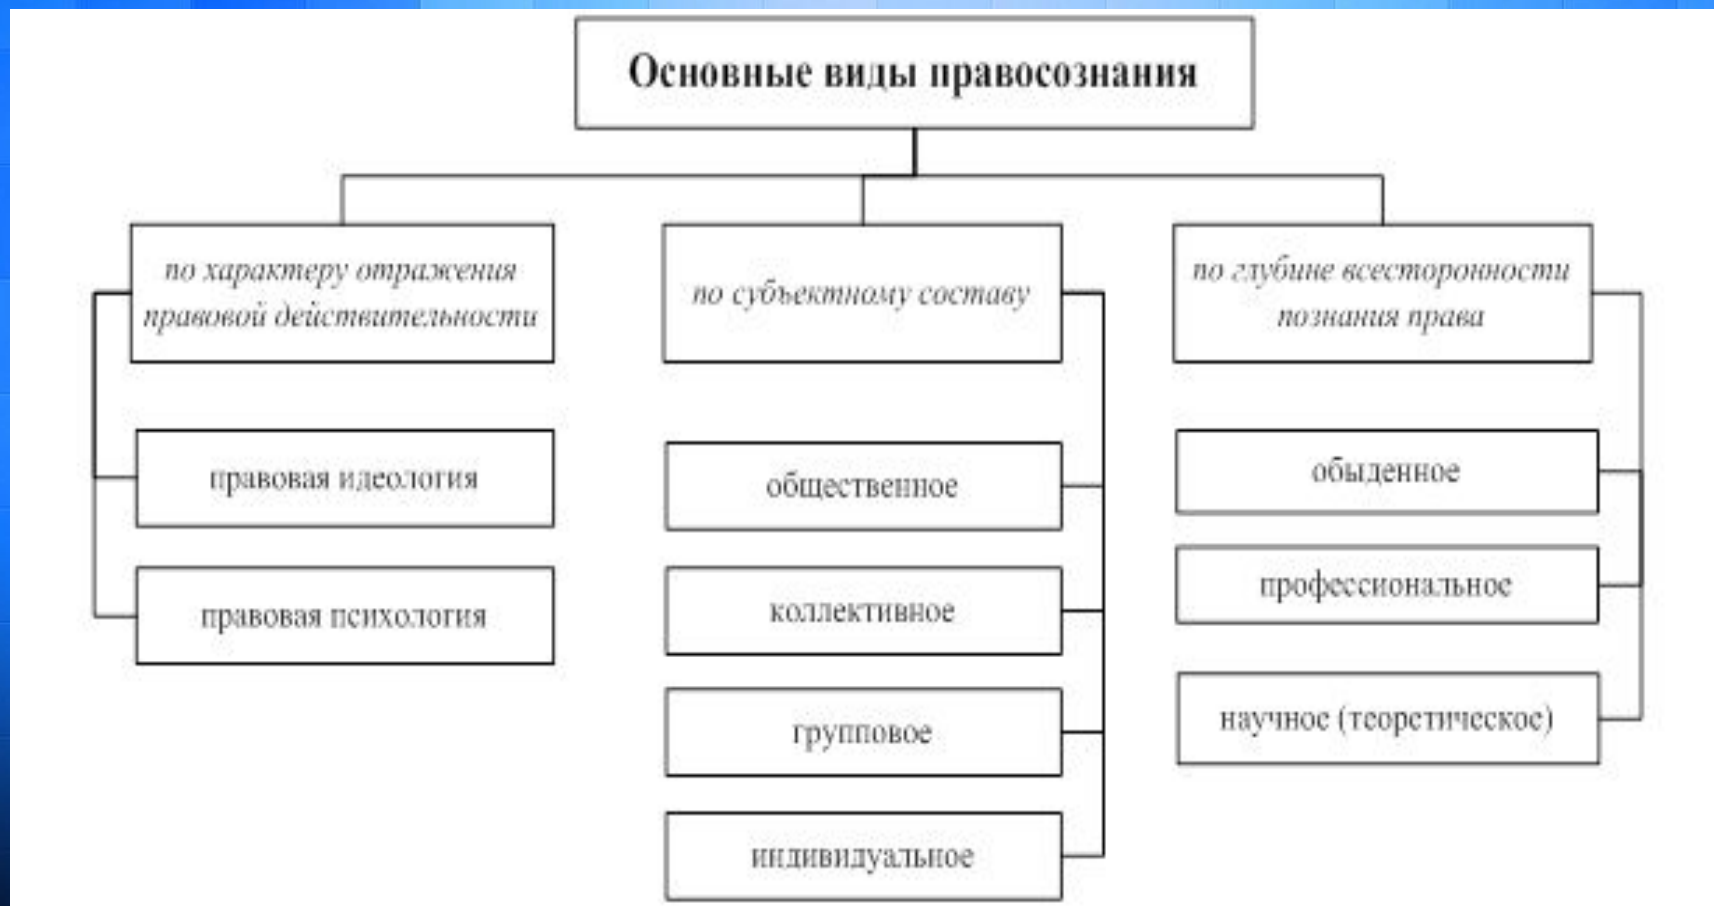 Основные виды правосознания
по характеру отражения
правовой действительности
правовая идеология
правовая психология
по субъектному составу
общественное
коллективное
групповое
индивидуальное
по глубине всесторонности
познания права
обыденное
профессиональное
научное (теоретическое)